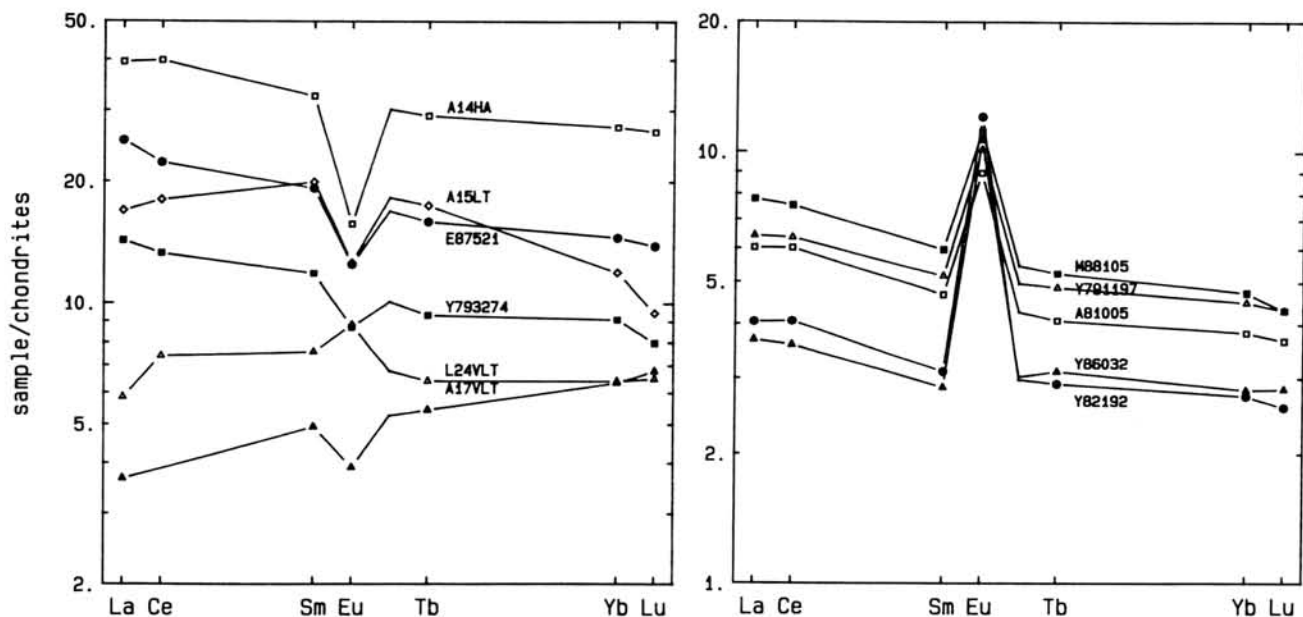 50.
20.
10.
5.
2.
sample/chondrites
A14HA
A15LT
E87521
Y793274
L24VLT
A17VLT
La Ce Sm Eu Tb Yb Lu
20.
10.
5.
2.
1.
M88105
Y791197
A81005
Y86032
Y82192
La Ce Sm Eu Tb Yb Lu